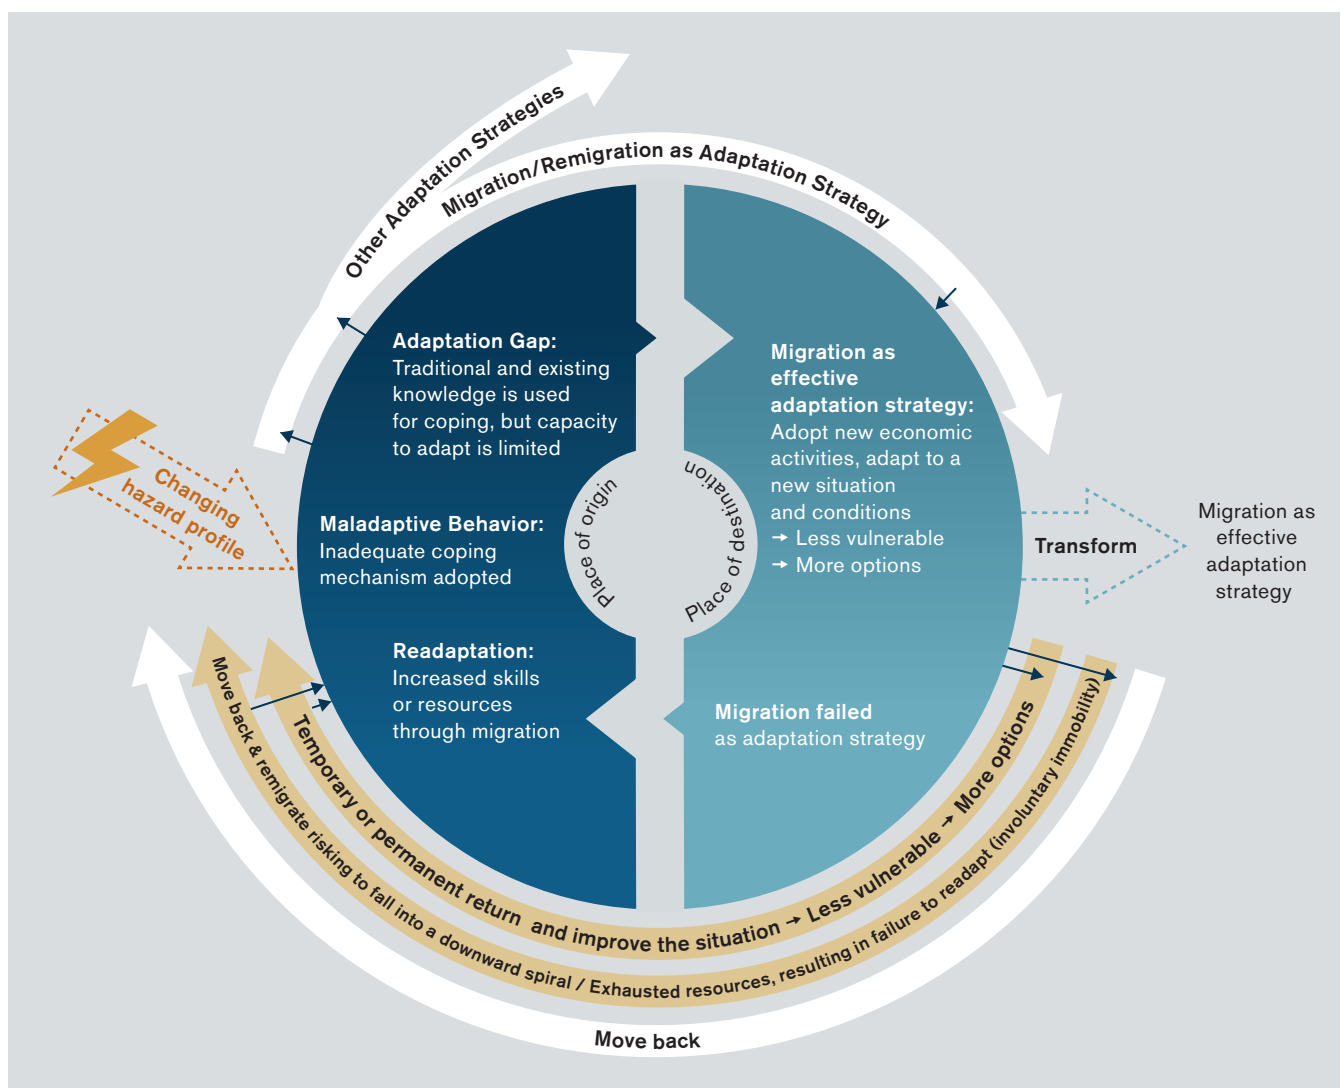 Other Adaptation Strategies
Migration/Remigration as Adaptation Strategy
Changing
hazard profile
Adaptation Gap:
Traditional and existing
knowledge is used
for coping, but capacity
to adapt is limited
Maladaptive Behavior:
Inadequate coping
mechanism adopted
Readaptation:
Increased skills
or resources
through migration
Place of origin
Place of destination
Migration as
effective
adaptation strategy:
Adopt new economic
activities, adapt to a
new situation
and conditions
→ Less vulnerable
→ More options
Migration failed
as adaptation strategy
Transform
Migration as
effective
adaptation
strategy
Temporary or permanent return and improve the situation → Less vulnerable → More options
Move back & remigrate risking to fall into a downward spiral / Exhausted resources, resulting in failure to readapt (involuntary immobility)
Move back